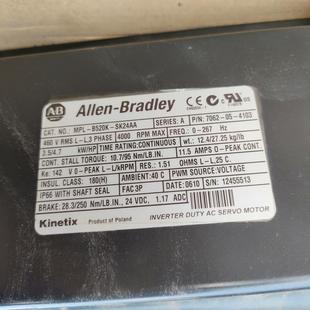 AB Allen-Bradley
CAT. NO.: MPL-B520K-SK24AA SERIES: A P/N: 7062-05-4103
460 V RMS L-L,3 PHASE 4000 RPM MAX FREQ.: 0-267 Hz
3.5/4.7 kW/HP TIME RATING:CONTINUOUS wt.: 12.4/27.25 kg/lb
CONT. STALL TORQUE: 10.7/95 Nm/LB.IN. 11.5 AMPS 0-PEAK CONT.
Ke: 142 V 0-PEAK L-L/kRPM RES.: 1.51 OHMS L-L,25 C.
INSUL. CLASS: 180(H) AMBIENT:40 C PWM SOURCE:VOLTAGE
IP66 WITH SHAFT SEAL FAC 3P DATE:0610 S/N: 12455513
BRAKE: 28.3/250 Nm/LB.IN., 24 VDC, 1.17 ADC
Kinetix Product of Poland INVERTER DUTY AC SERVO MOTOR